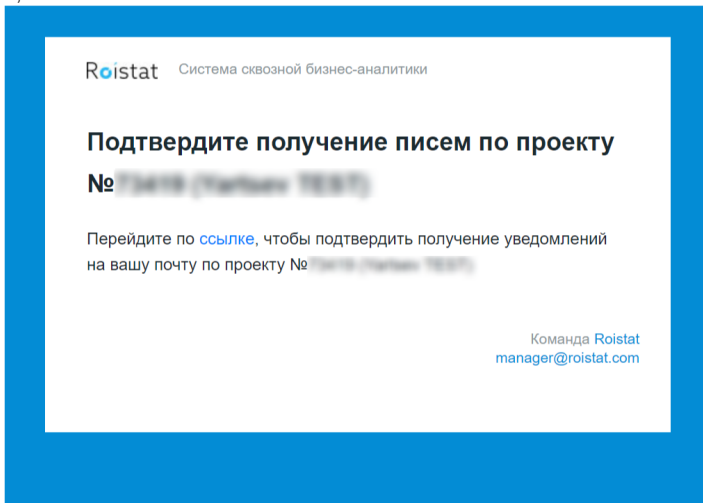 Roistat Система сквозной бизнес-аналитики
Подтвердите получение писем по проекту
№
Перейдите по ссылке, чтобы подтвердить получение уведомлений
на вашу почту по проекту №
Команда Roistat
manager@roistat.com